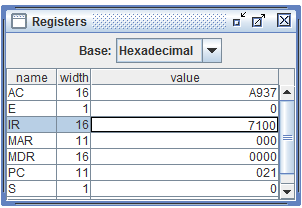 Registers
Base: Hexadecimal
name width value
AC 16 A937
E 1 0
IR 16 7100
MAR 11 000
MDR 16 0000
PC 11 021
S 1 0